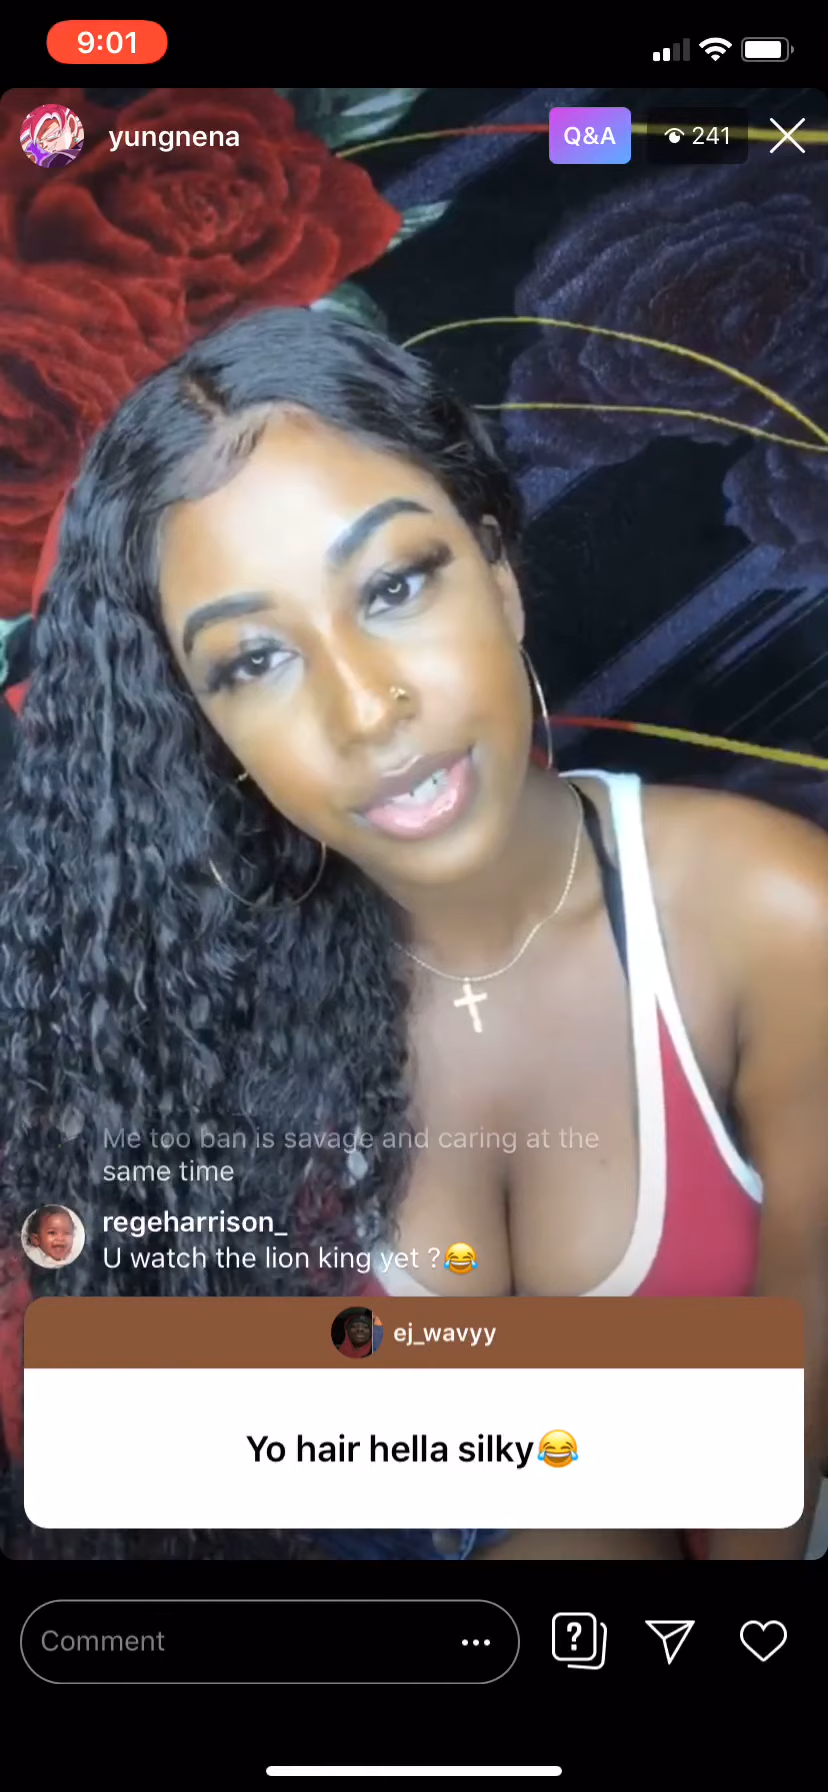 9:01
yungnena
Q&A
241
Me too ban is savage and caring at the
same time
regeharrison_
U watch the lion king yet ?😂
ej_wavyy
Yo hair hella silky😂
Comment